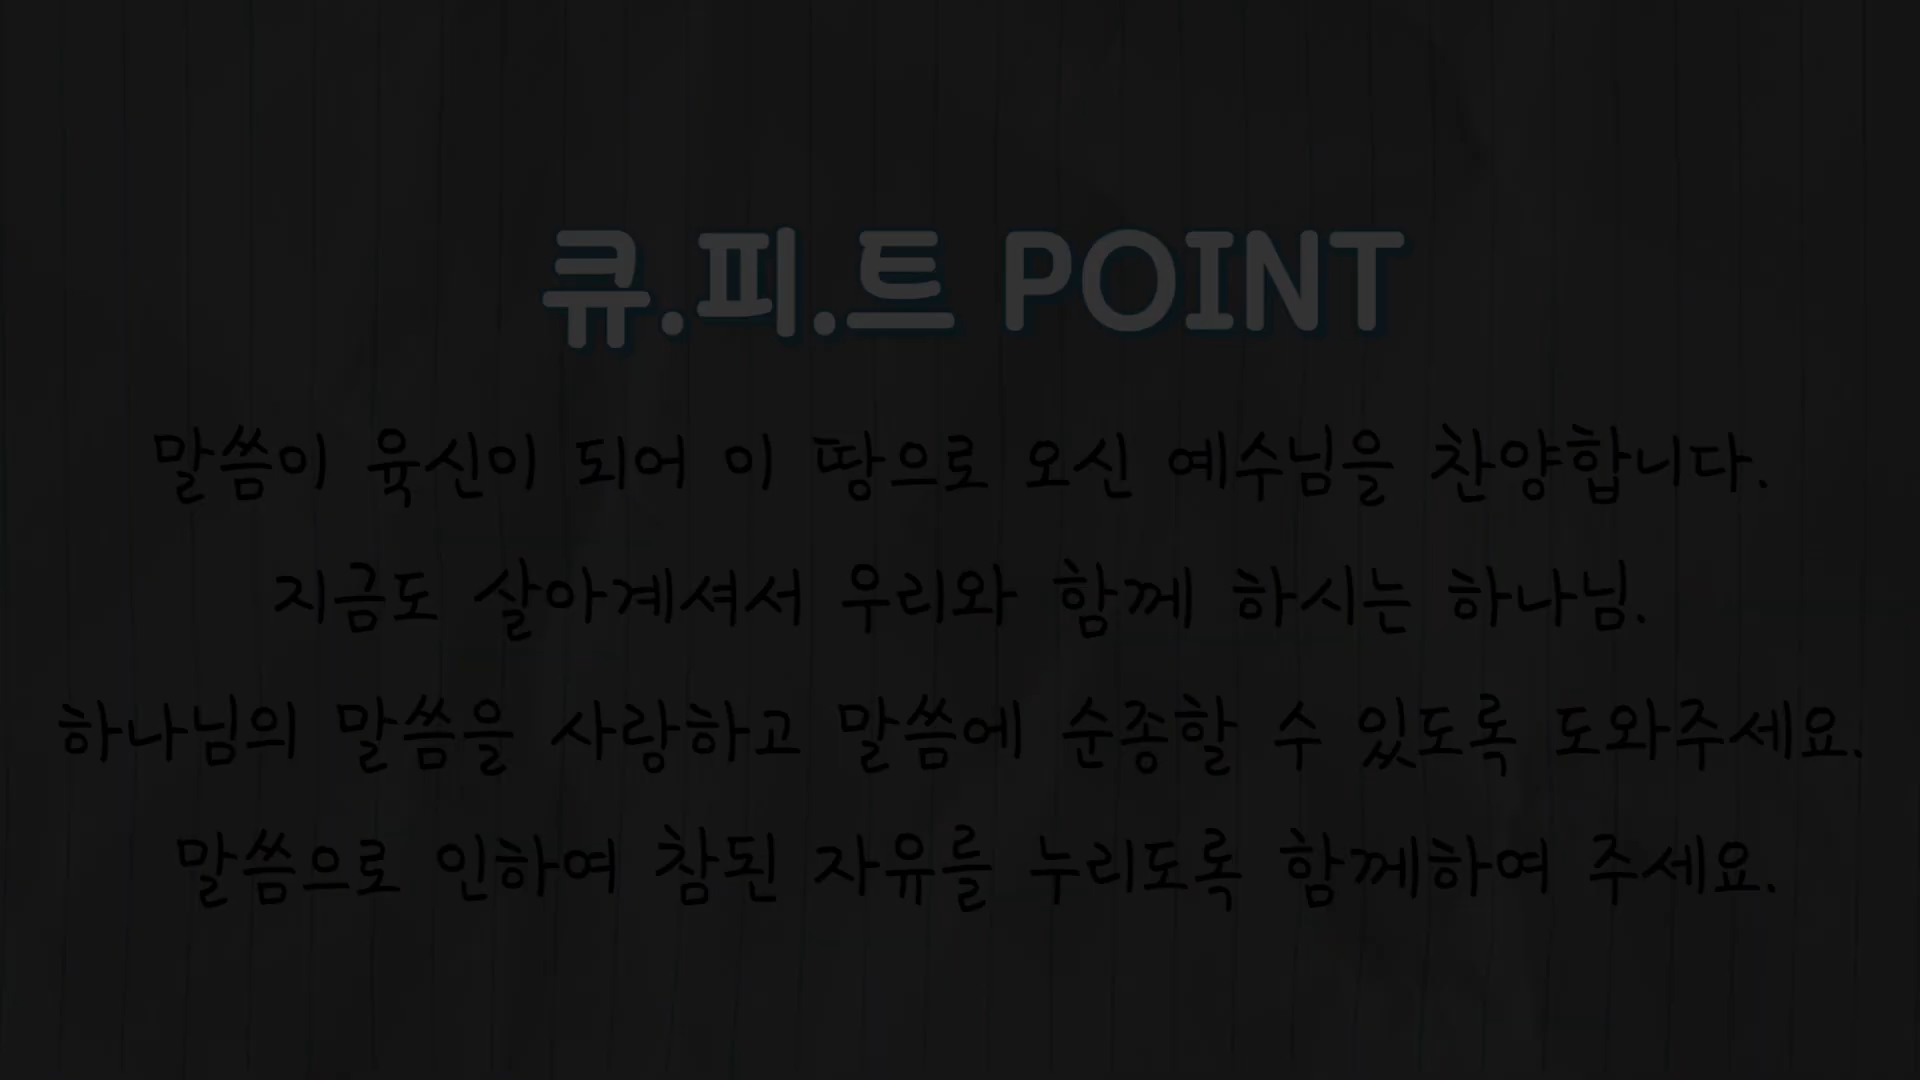 큐.피.트 POINT
말씀이 육신이 되어 이 땅으로 오신 예수님을 찬양합니다.
지금도 살아계셔서 우리와 함께 하시는 하나님.
하나님의 말씀을 사랑하고 말씀에 순종할 수 있도록 도와주세요.
말씀으로 인하여 참된 자유를 누리도록 함께하여 주세요.